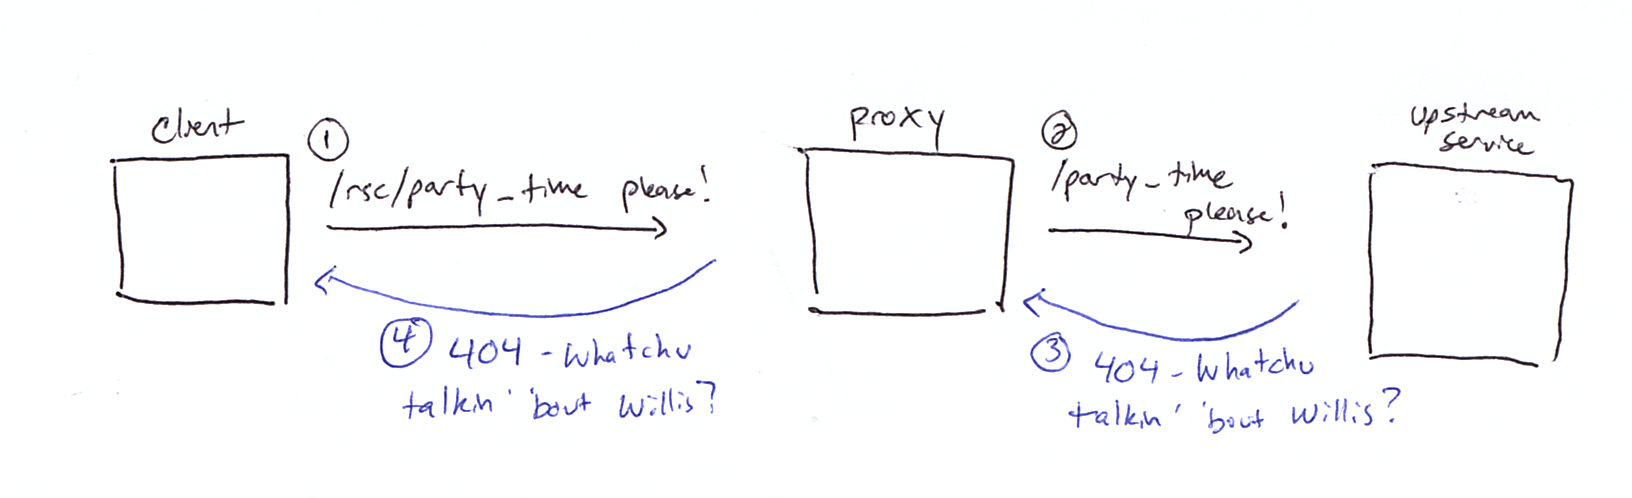 Client
①
/rsc/party_time please!
④ 404 - Whatchu
talkin' 'bout Willis?
proxy
②
/party_time
please!
③ 404 - Whatchu
talkin' 'bout Willis?
upstream
service